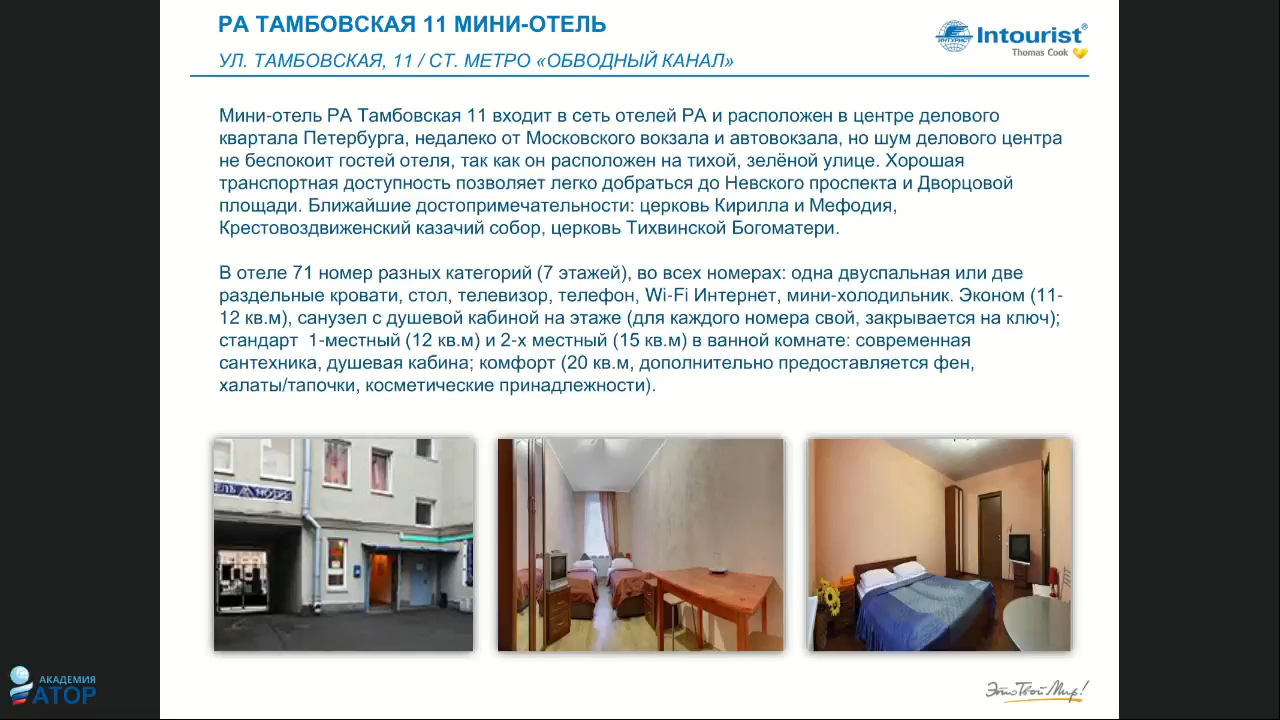 РА ТАМБОВСКАЯ 11 МИНИ-ОТЕЛЬ
УЛ. ТАМБОВСКАЯ, 11 / СТ. МЕТРО «ОБВОДНЫЙ КАНАЛ»
ИНТУРИСТ
Intourist®
Thomas Cook
Мини-отель РА Тамбовская 11 входит в сеть отелей РА и расположен в центре делового
квартала Петербурга, недалеко от Московского вокзала и автовокзала, но шум делового центра
не беспокоит гостей отеля, так как он расположен на тихой, зелёной улице. Хорошая
транспортная доступность позволяет легко добраться до Невского проспекта и Дворцовой
площади. Ближайшие достопримечательности: церковь Кирилла и Мефодия,
Крестовоздвиженский казачий собор, церковь Тихвинской Богоматери.
В отеле 71 номер разных категорий (7 этажей), во всех номерах: одна двуспальная или две
раздельные кровати, стол, телевизор, телефон, Wi-Fi Интернет, мини-холодильник. Эконом (11-
12 кв.м), санузел с душевой кабиной на этаже (для каждого номера свой, закрывается на ключ);
стандарт 1-местный (12 кв.м) и 2-х местный (15 кв.м) в ванной комнате: современная
сантехника, душевая кабина; комфорт (20 кв.м, дополнительно предоставляется фен,
халаты/тапочки, косметические принадлежности).
АКАДЕМИЯ
АТОР
Это Твой Мир!